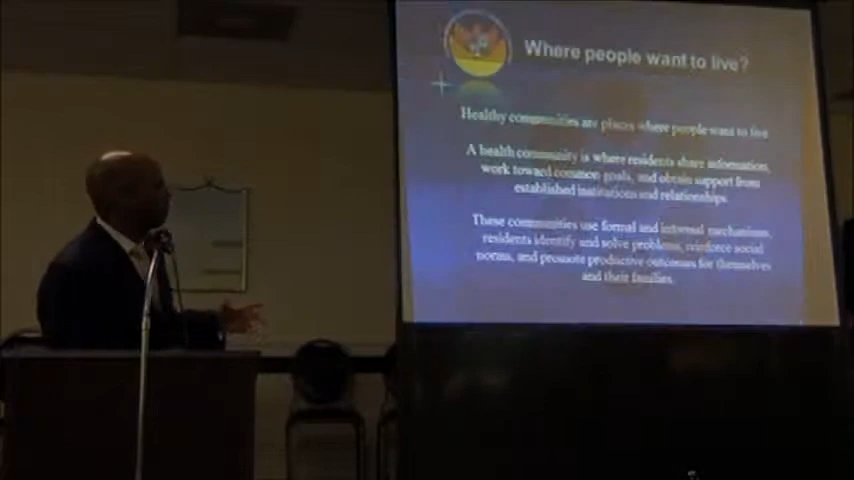 Where people want to live?
Healthy communities are places where people want to live
A health community is where residents share information,
work toward common goals, and obtain support from
established institutions and relationships.
These communities use formal and informal mechanisms,
residents identify and solve problems, reinforce social
norms, and promote productive outcomes for themselves
and their families.